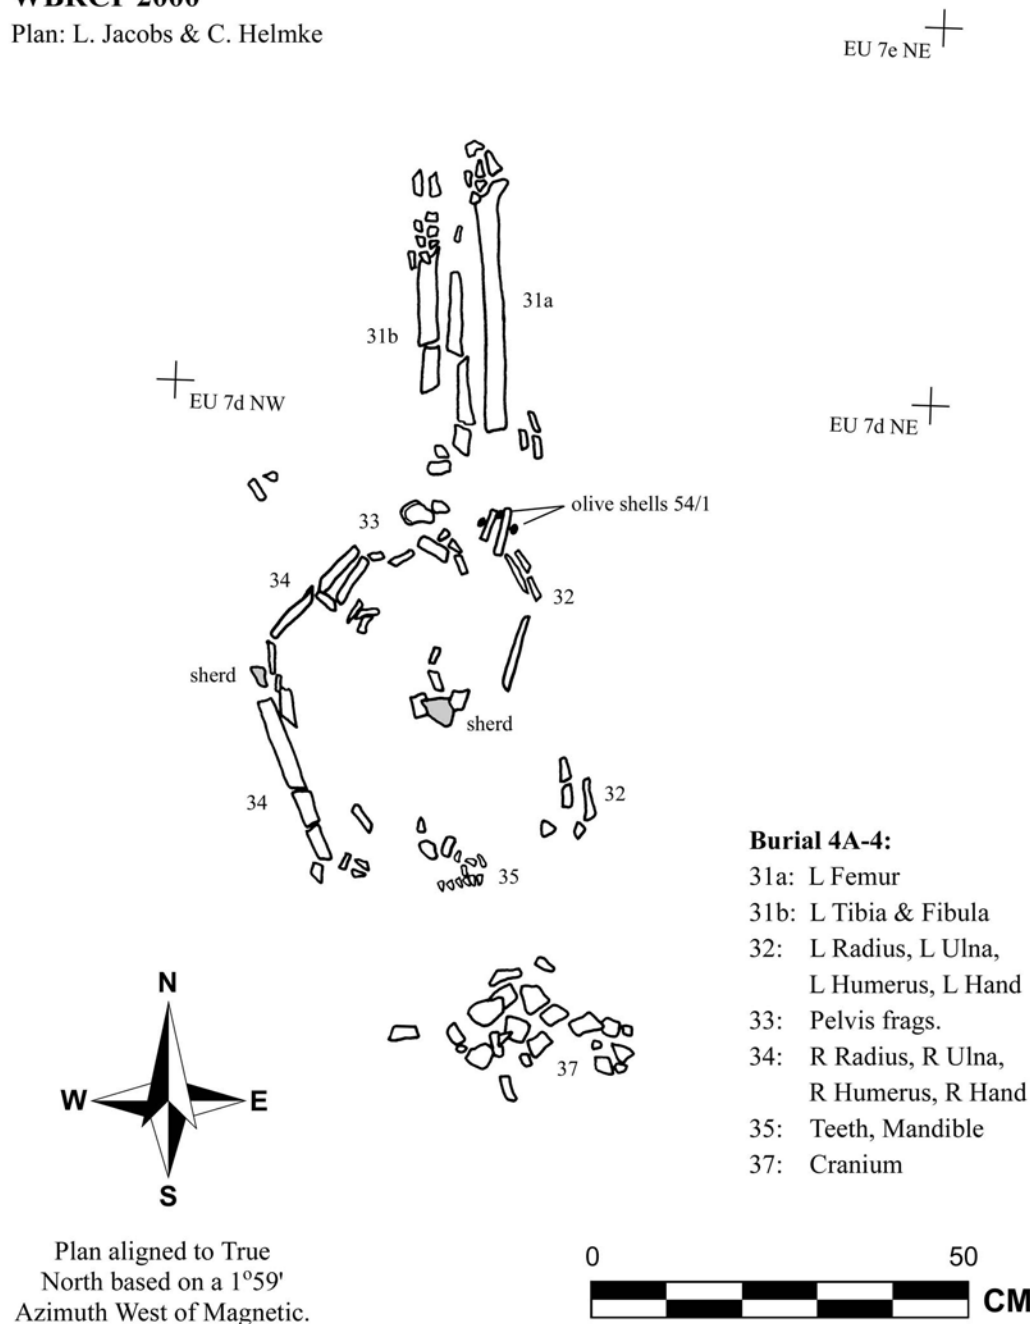 WBRCP 2000
Plan: L. Jacobs & C. Helmke
EU 7e NE
31a
31b
EU 7d NW
EU 7d NE
olive shells 54/1
33
34
32
sherd
sherd
34
32
35
37
Burial 4A-4:
31a: L Femur
31b: L Tibia & Fibula
32: L Radius, L Ulna,
L Humerus, L Hand
33: Pelvis frags.
34: R Radius, R Ulna,
R Humerus, R Hand
35: Teeth, Mandible
37: Cranium
N
W E
S
Plan aligned to True
North based on a 1°59'
Azimuth West of Magnetic.
0 50
CM